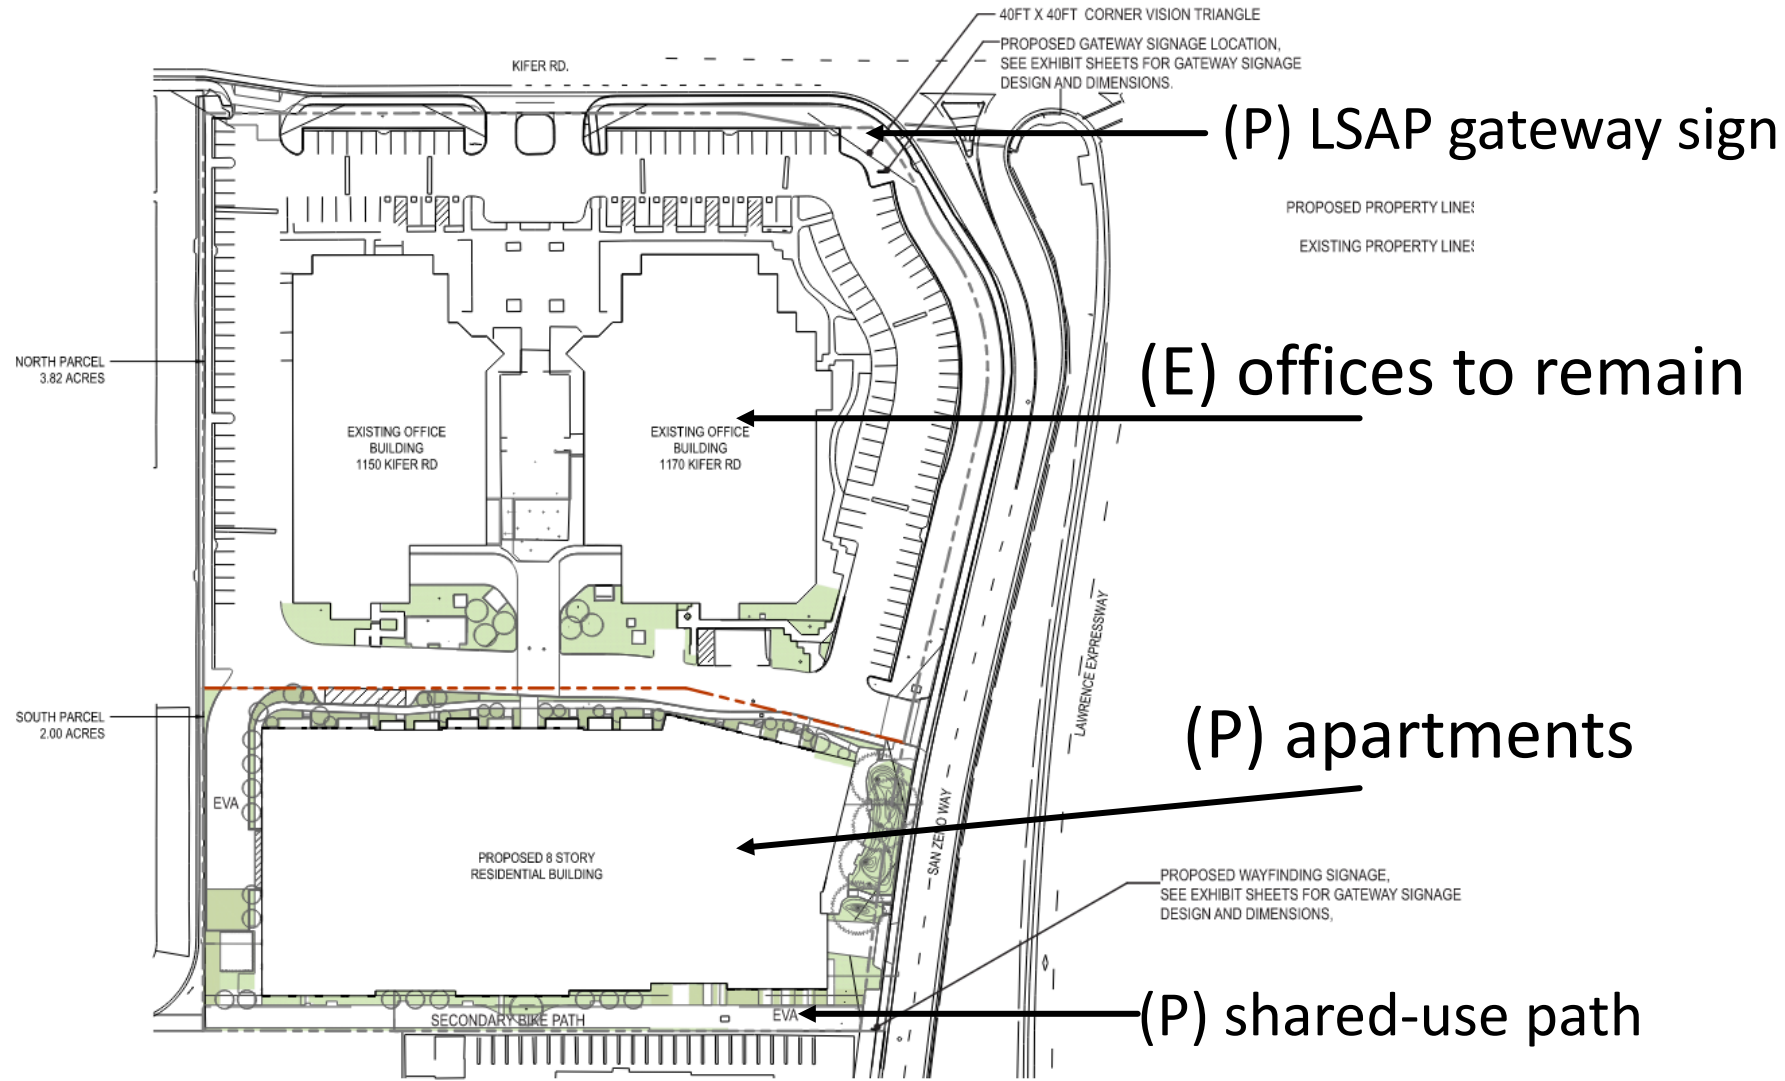 40FT X 40FT CORNER VISION TRIANGLE
PROPOSED GATEWAY SIGNAGE LOCATION,
SEE EXHIBIT SHEETS FOR GATEWAY SIGNAGE
DESIGN AND DIMENSIONS.
KIFER RD.
(P) LSAP gateway sign
PROPOSED PROPERTY LINES
EXISTING PROPERTY LINES
NORTH PARCEL
3.82 ACRES
(E) offices to remain
EXISTING OFFICE
BUILDING
1150 KIFER RD
EXISTING OFFICE
BUILDING
1170 KIFER RD
LAWRENCE EXPRESSWAY
SOUTH PARCEL
2.00 ACRES
(P) apartments
EVA
SAN ZENO WAY
PROPOSED 8 STORY
RESIDENTIAL BUILDING
PROPOSED WAYFINDING SIGNAGE,
SEE EXHIBIT SHEETS FOR GATEWAY SIGNAGE
DESIGN AND DIMENSIONS,
SECONDARY BIKE PATH
EVA
(P) shared-use path